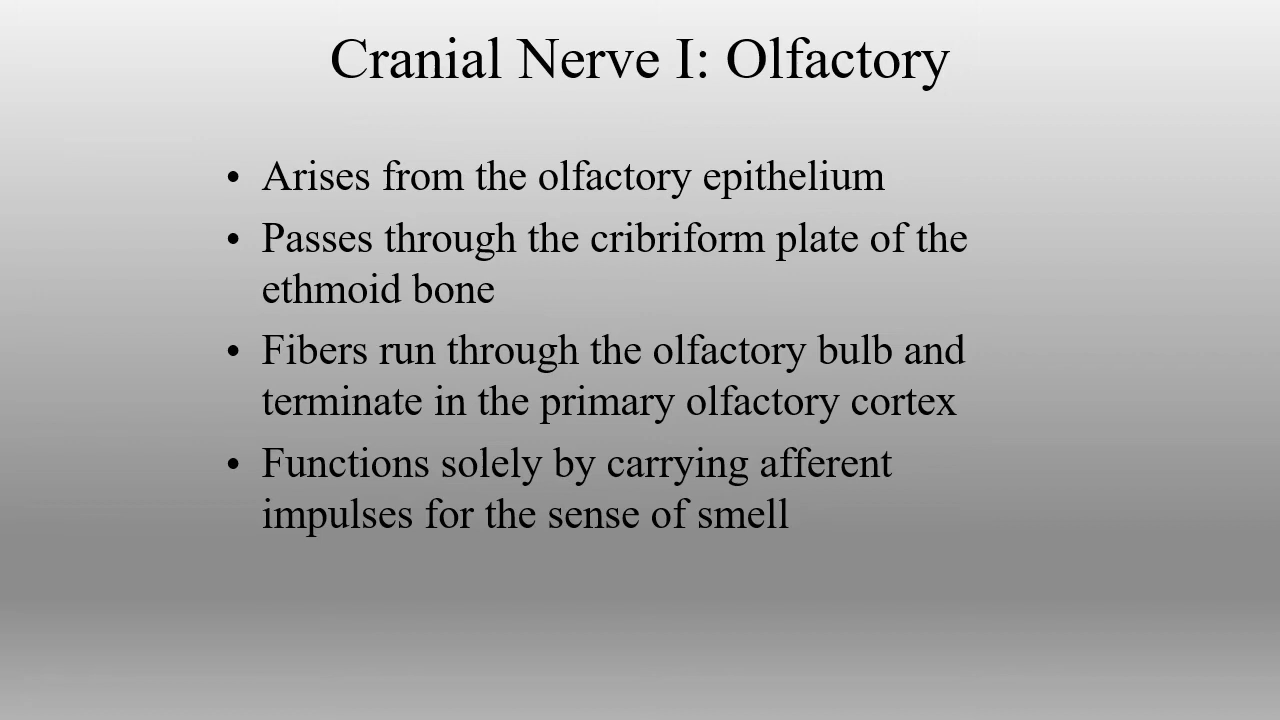 Cranial Nerve I: Olfactory
• Arises from the olfactory epithelium
• Passes through the cribriform plate of the
ethmoid bone
• Fibers run through the olfactory bulb and
terminate in the primary olfactory cortex
• Functions solely by carrying afferent
impulses for the sense of smell